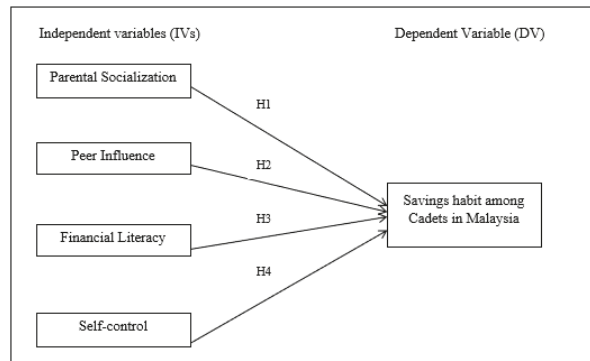 Independent variables (IVs)
Dependent Variable (DV)
Parental Socialization
H1
Peer Influence
H2
Savings habit among
Cadets in Malaysia
H3
Financial Literacy
H4
Self-control